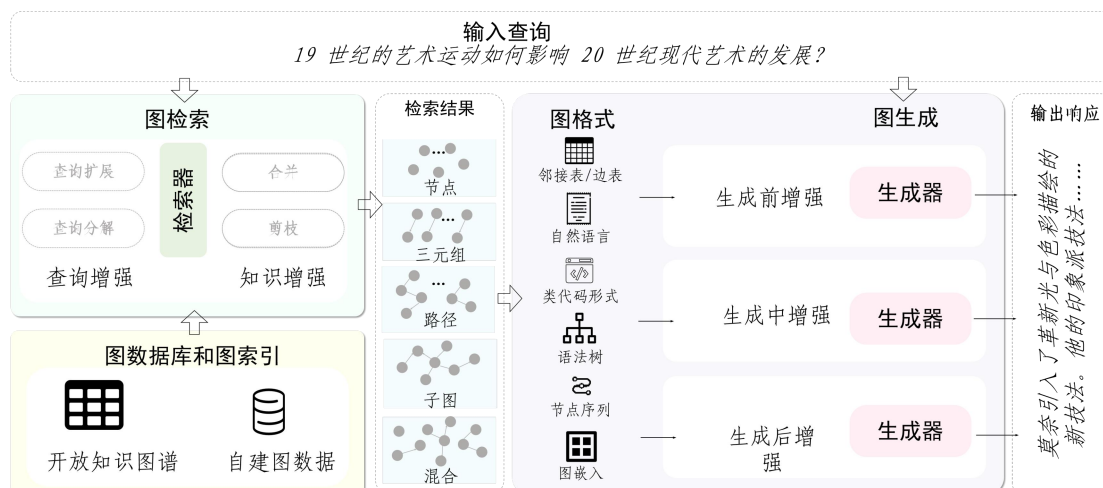 输入查询
19 世纪的艺术运动如何影响 20 世纪现代艺术的发展?
图检索
查询扩展
查询分解
查询增强
检索器
合并
剪枝
知识增强
图数据库和图索引
开放知识图谱
自建图数据
检索结果
...
节点
...
三元组
...
路径
子图
混合
图格式
邻接表/边表
自然语言
</>
类代码形式
语法树
节点序列
图嵌入
图生成
生成前增强
生成器
生成中增强
生成器
生成后增
强
生成器
输出响应
莫奈引入了革新光与色彩描绘的
新技法。他的印象派技法……